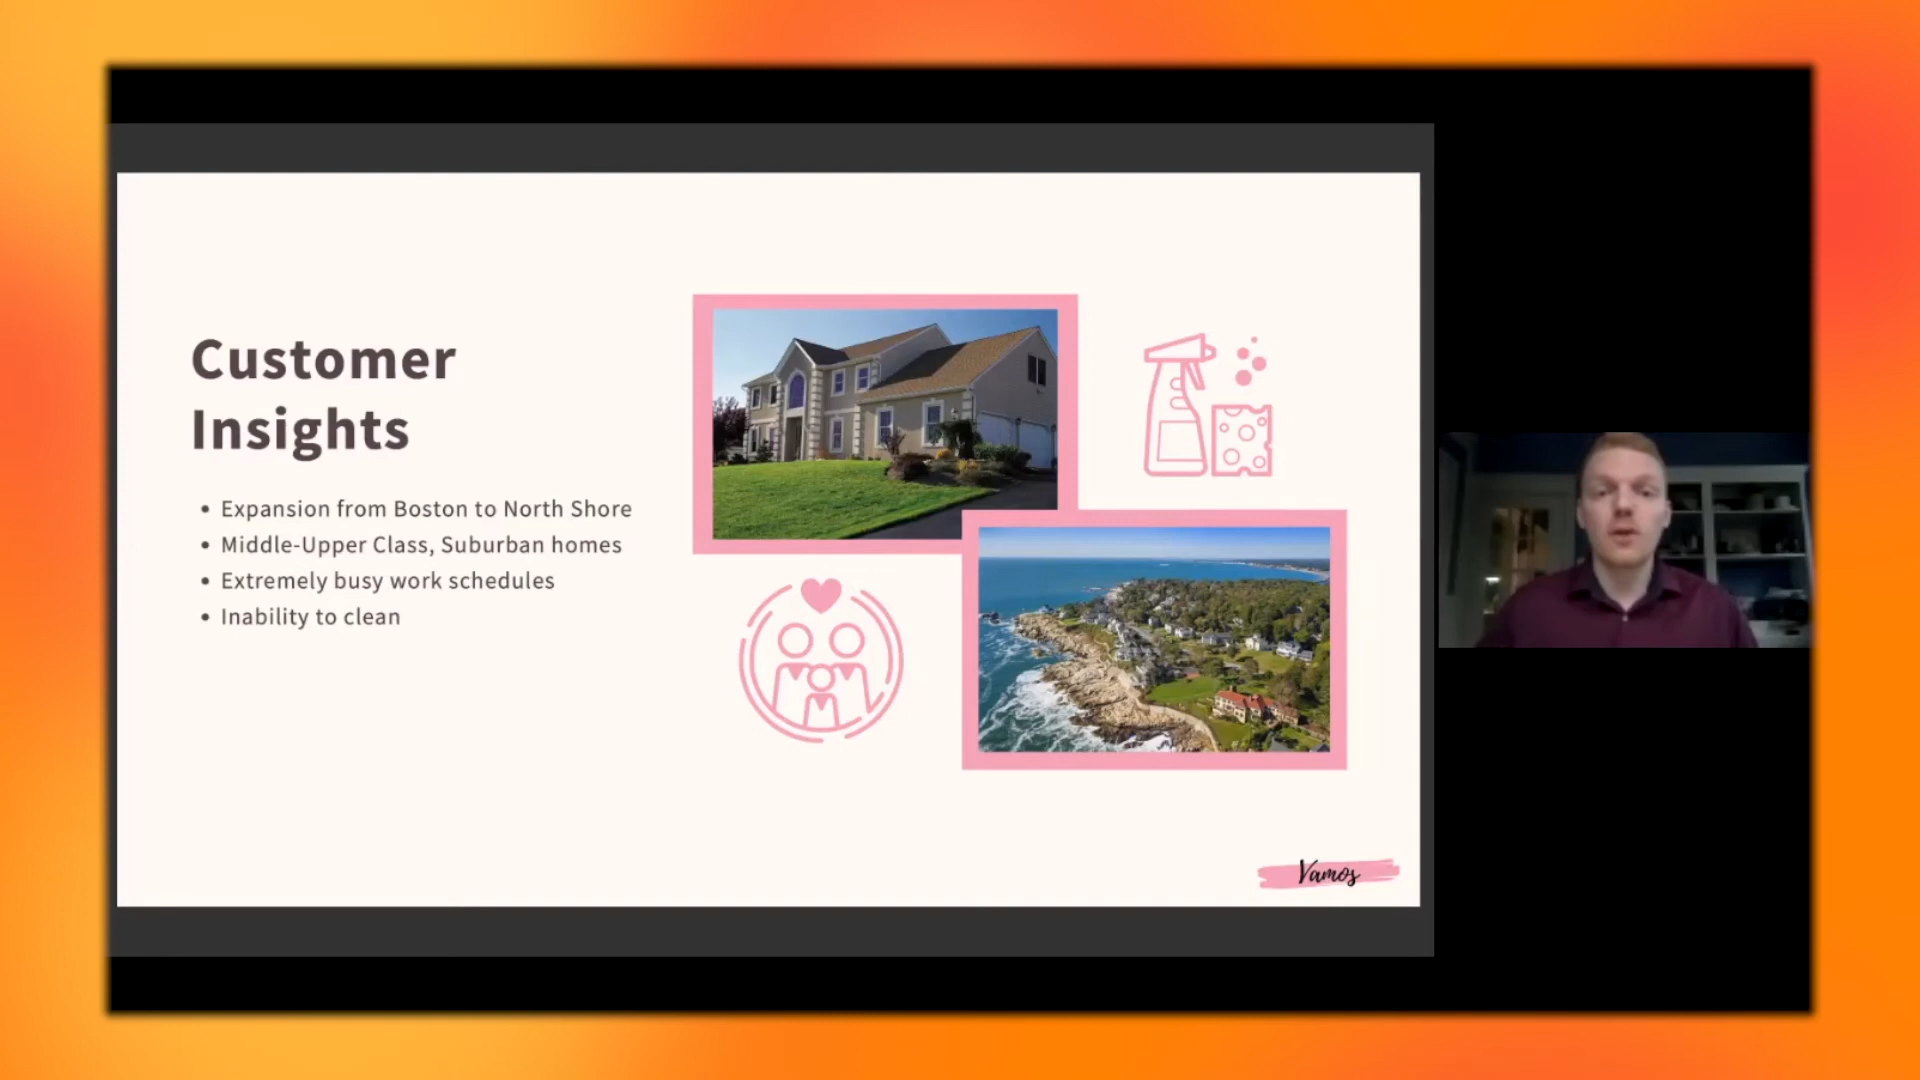 Customer
Insights
• Expansion from Boston to North Shore
• Middle-Upper Class, Suburban homes
• Extremely busy work schedules
• Inability to clean
Vamos